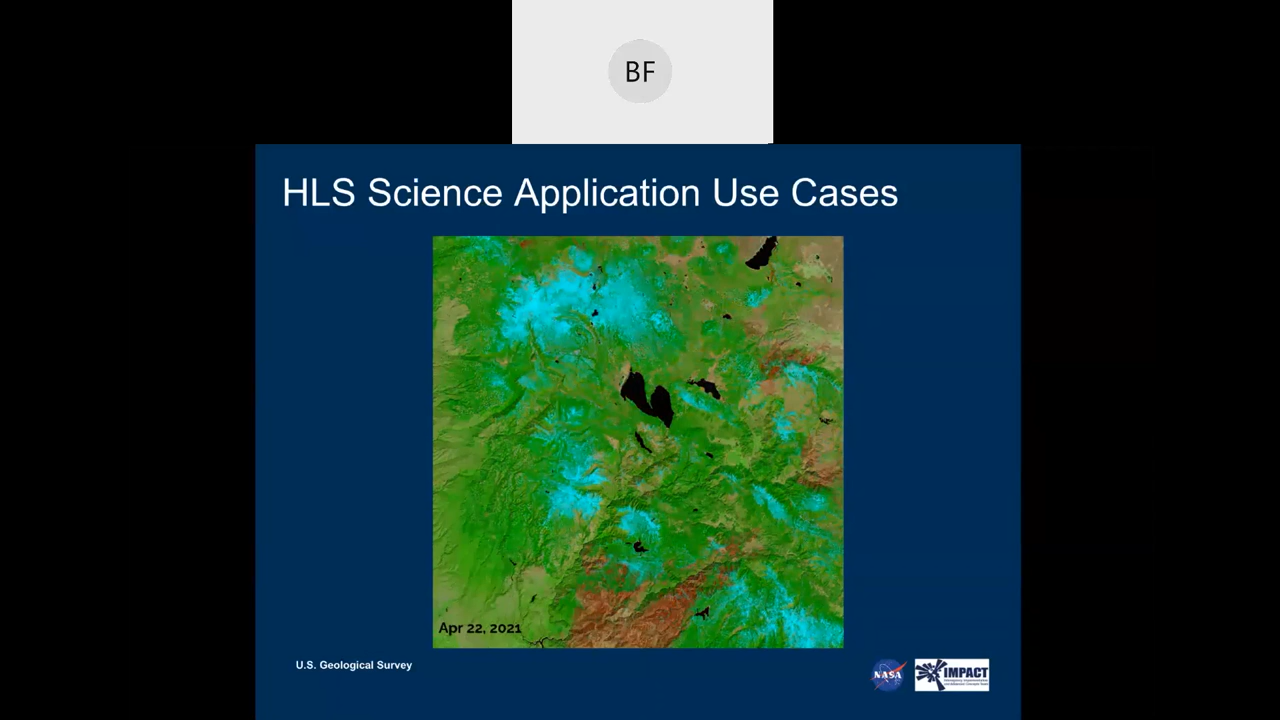 BF
HLS Science Application Use Cases
Apr 22, 2021
U.S. Geological Survey
NASA
IMPACT